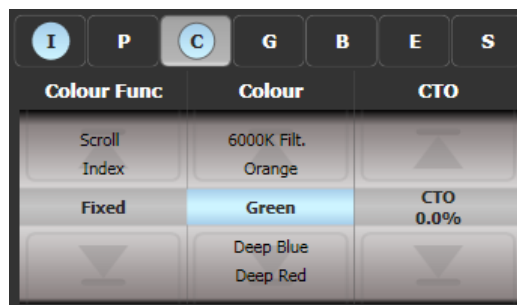 I P C G B E S
Colour Func Colour CTO
Scroll 6000K Filt.
Index Orange
Fixed Green CTO
0.0%
Deep Blue
Deep Red